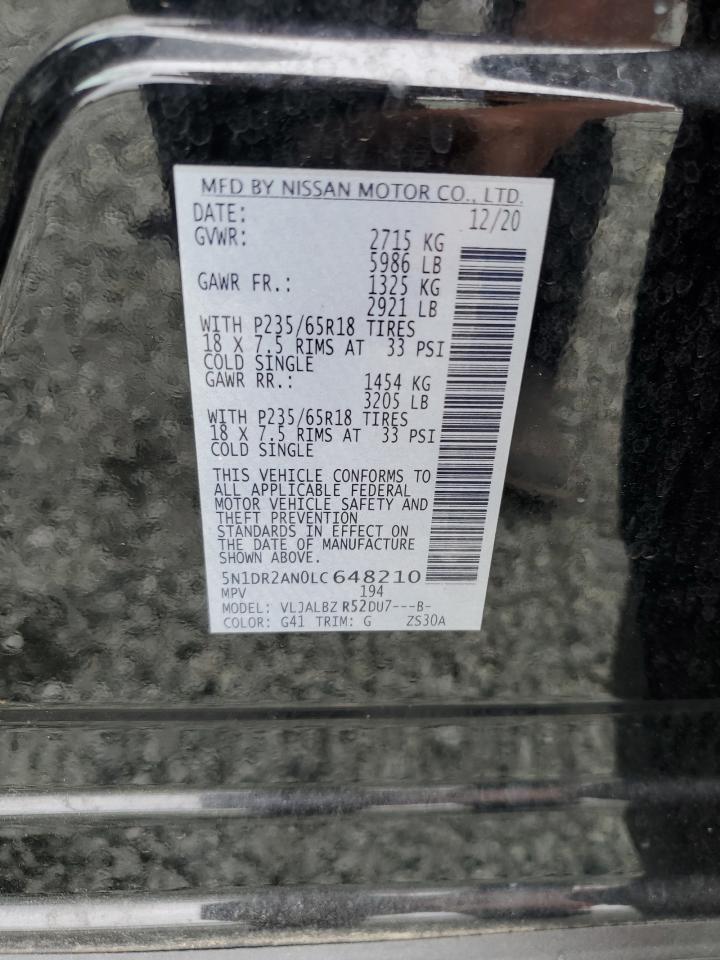 MFD BY NISSAN MOTOR CO., LTD.
DATE: 12/20
GVWR: 2715 KG
5986 LB
GAWR FR.: 1325 KG
2921 LB
WITH P235/65R18 TIRES
18 X 7.5 RIMS AT 33 PSI
COLD SINGLE
GAWR RR.: 1454 KG
3205 LB
WITH P235/65R18 TIRES
18 X 7.5 RIMS AT 33 PSI
COLD SINGLE
THIS VEHICLE CONFORMS TO
ALL APPLICABLE FEDERAL
MOTOR VEHICLE SAFETY AND
THEFT PREVENTION
STANDARDS IN EFFECT ON
THE DATE OF MANUFACTURE
SHOWN ABOVE.
5N1DR2AN0LC648210
MPV 194
MODEL: VLJALBZ R52DU7---B-
COLOR: G41 TRIM: G ZS30A